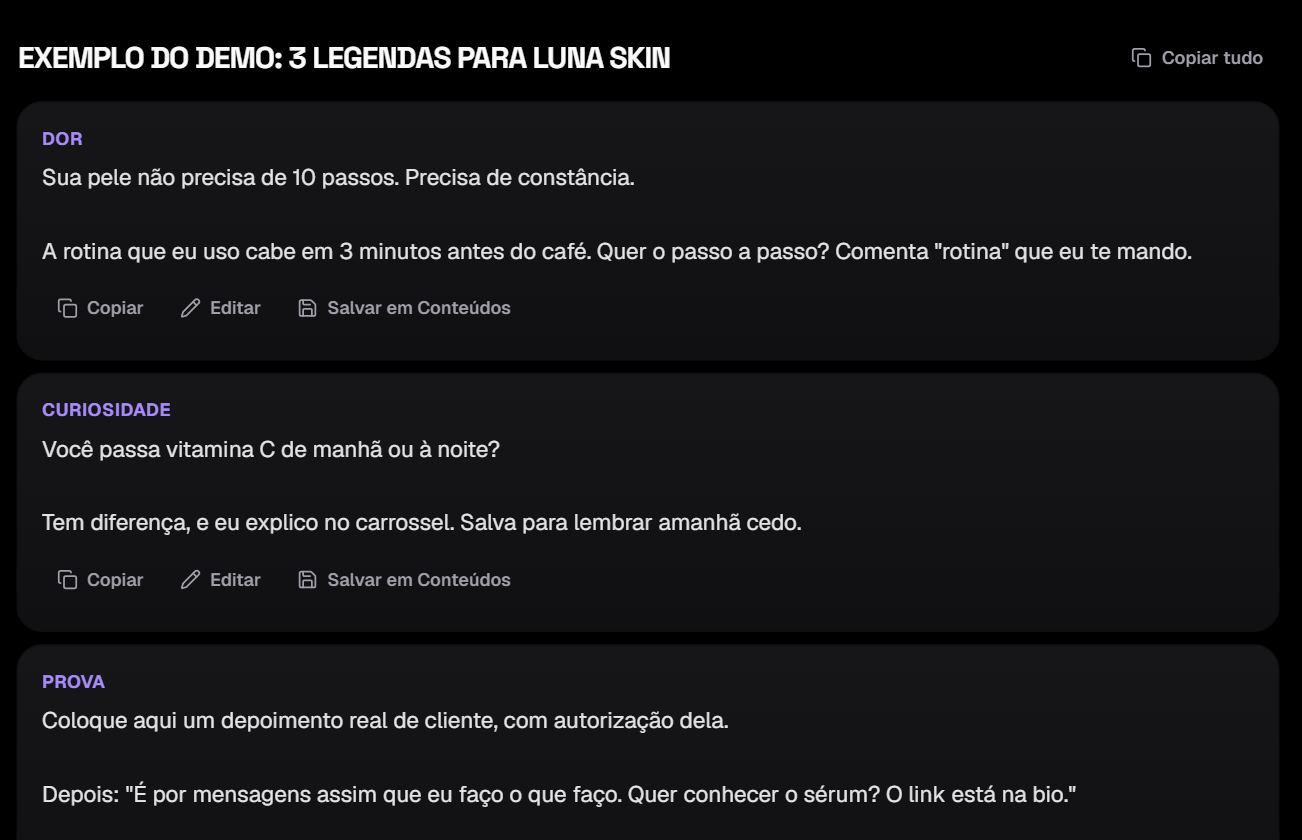 EXEMPLO DO DEMO: 3 LEGENDAS PARA LUNA SKIN
Copiar tudo
DOR
Sua pele não precisa de 10 passos. Precisa de constância.
A rotina que eu uso cabe em 3 minutos antes do café. Quer o passo a passo? Comenta "rotina" que eu te mando.
Copiar
Editar
Salvar em Conteúdos
CURIOSIDADE
Você passa vitamina C de manhã ou à noite?
Tem diferença, e eu explico no carrossel. Salva para lembrar amanhã cedo.
Copiar
Editar
Salvar em Conteúdos
PROVA
Coloque aqui um depoimento real de cliente, com autorização dela.
Depois: "É por mensagens assim que eu faço o que faço. Quer conhecer o sérum? O link está na bio."